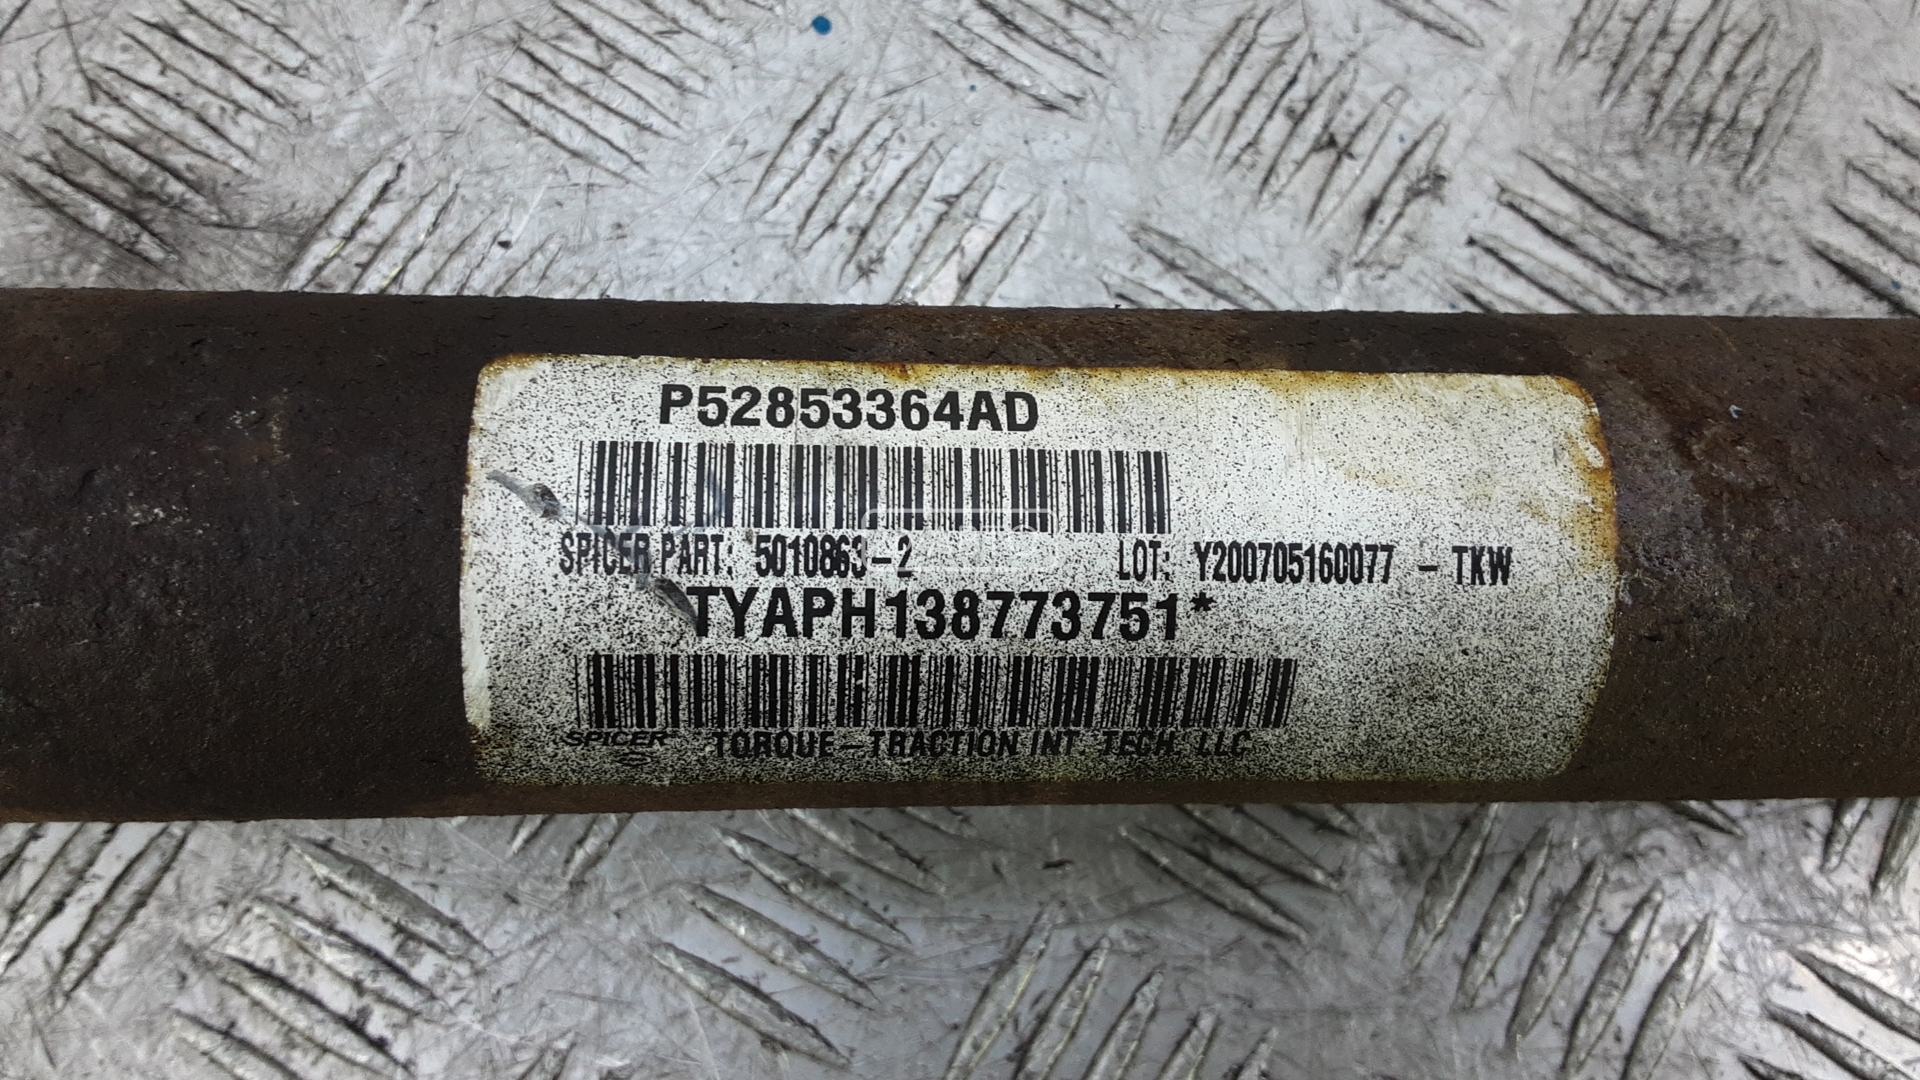 P52853364AD
SPICER PART: 5010863-2 LOT: Y200705160077 - TKW
TYAPH138773751*
SPICER TORQUE-TRACTION INT. TECH. LLC